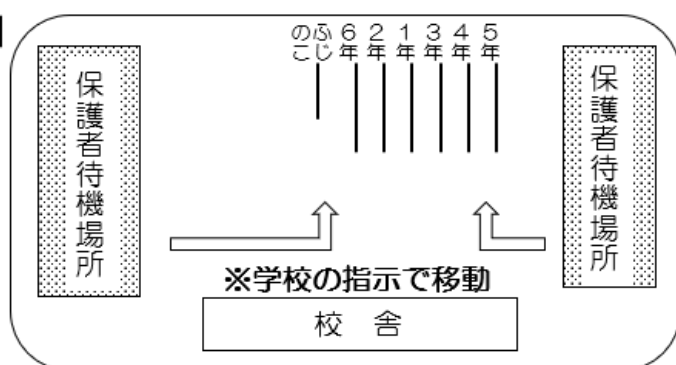 ふじのこ
6年
2年
1年
3年
4年
5年
保護者待機場所
保護者待機場所
※学校の指示で移動
校舎